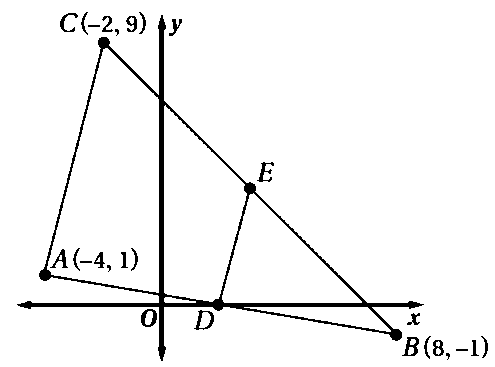 C(–2, 9)
y
E
A(–4, 1)
O
D
x
B(8, –1)